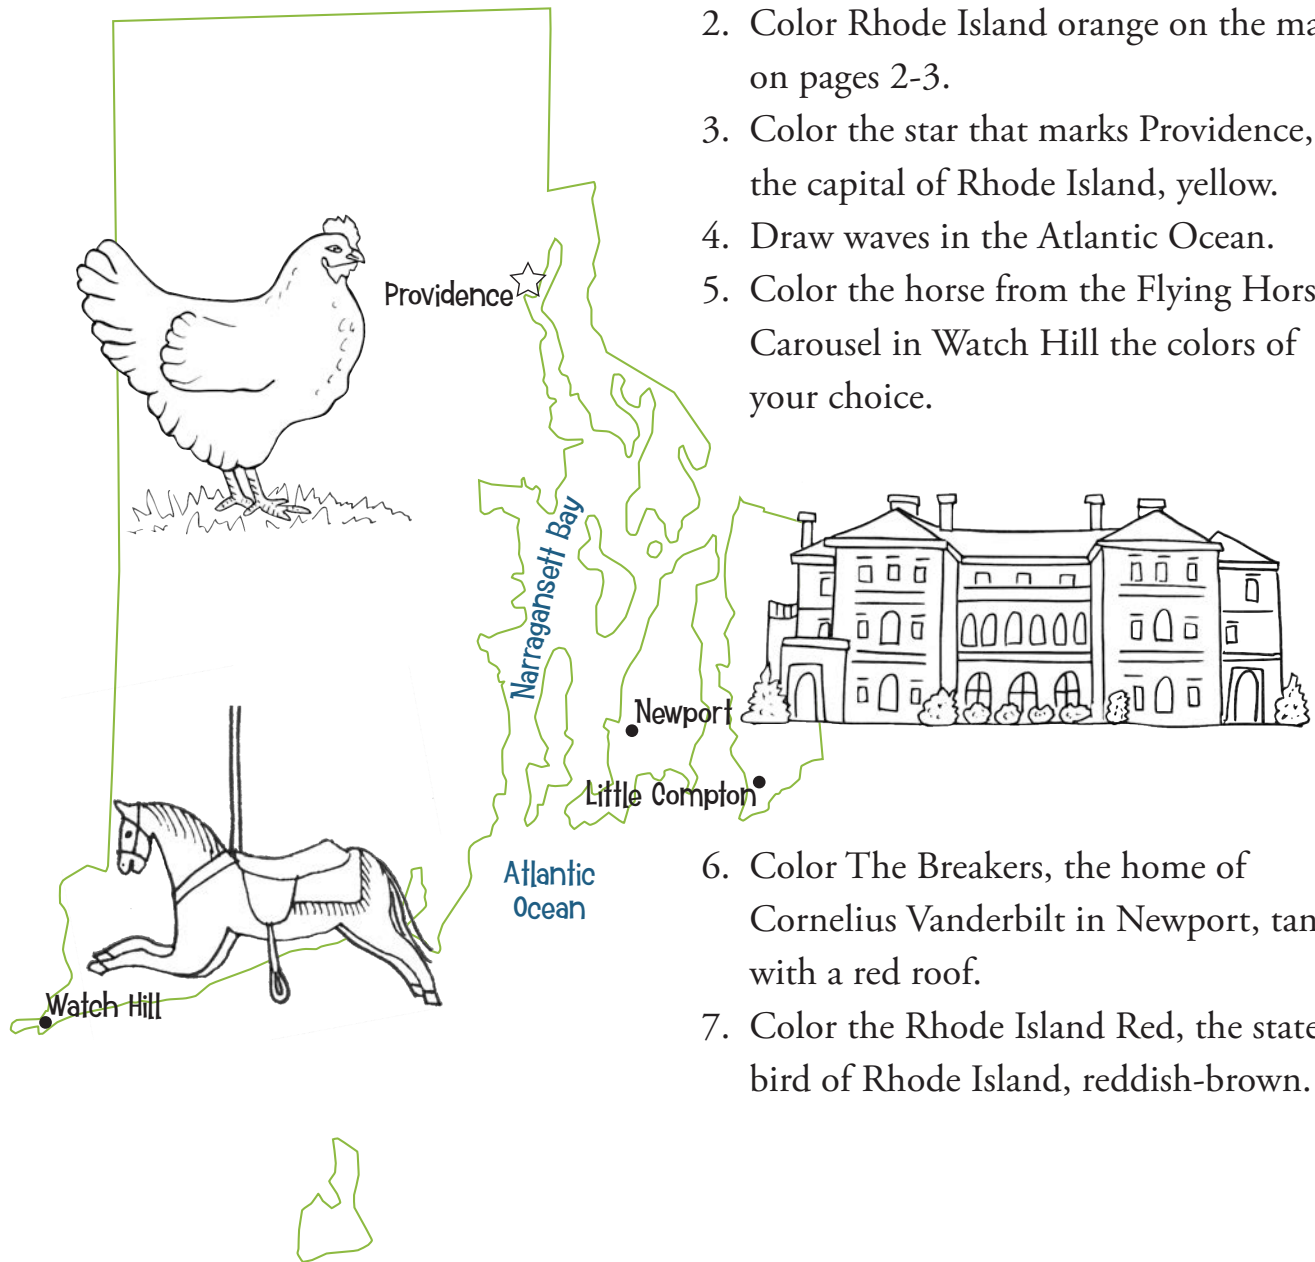 2. Color Rhode Island orange on the ma
on pages 2-3.
3. Color the star that marks Providence,
the capital of Rhode Island, yellow.
4. Draw waves in the Atlantic Ocean.
5. Color the horse from the Flying Hors
Carousel in Watch Hill the colors of
your choice.
Providence
Narragansett Bay
Newport
Little Compton
Atlantic
Ocean
Watch Hill
6. Color The Breakers, the home of
Cornelius Vanderbilt in Newport, tan
with a red roof.
7. Color the Rhode Island Red, the state
bird of Rhode Island, reddish-brown.